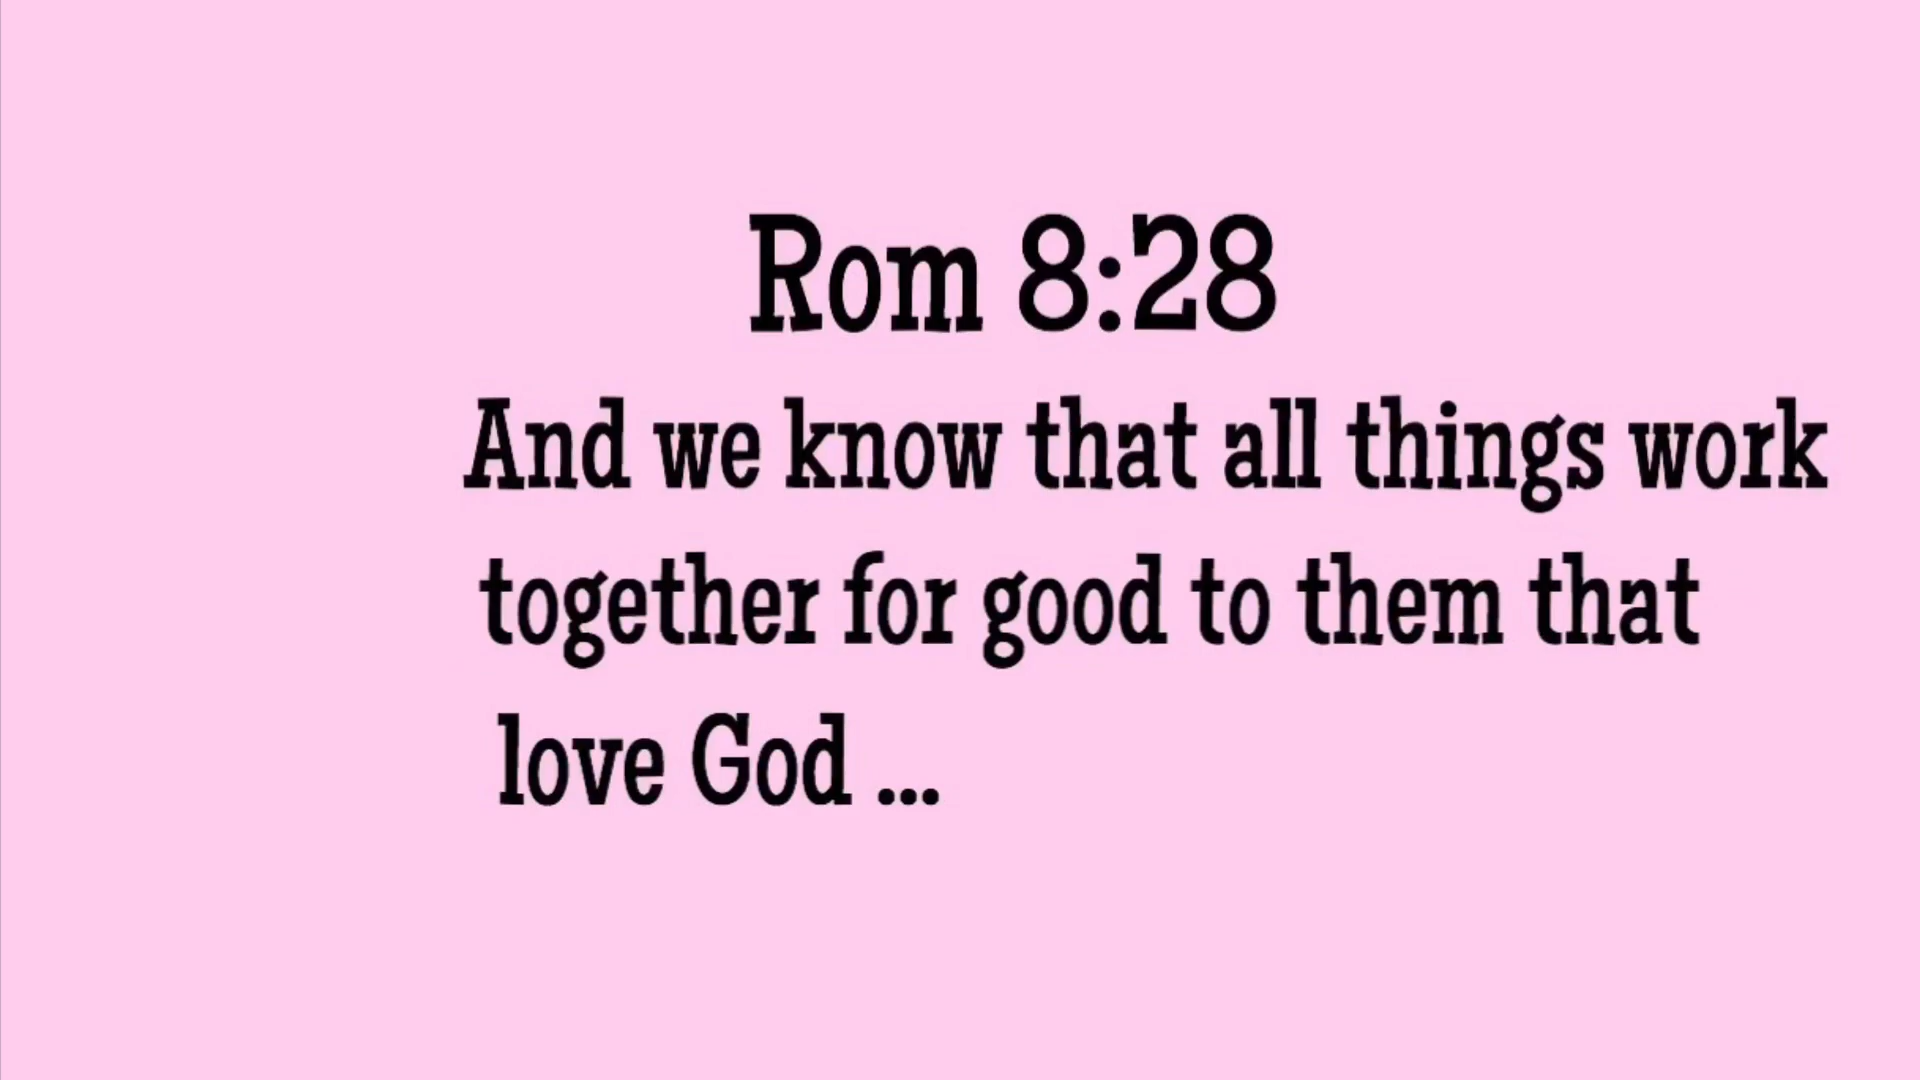 Rom 8:28
And we know that all things work
together for good to them that
love God ...